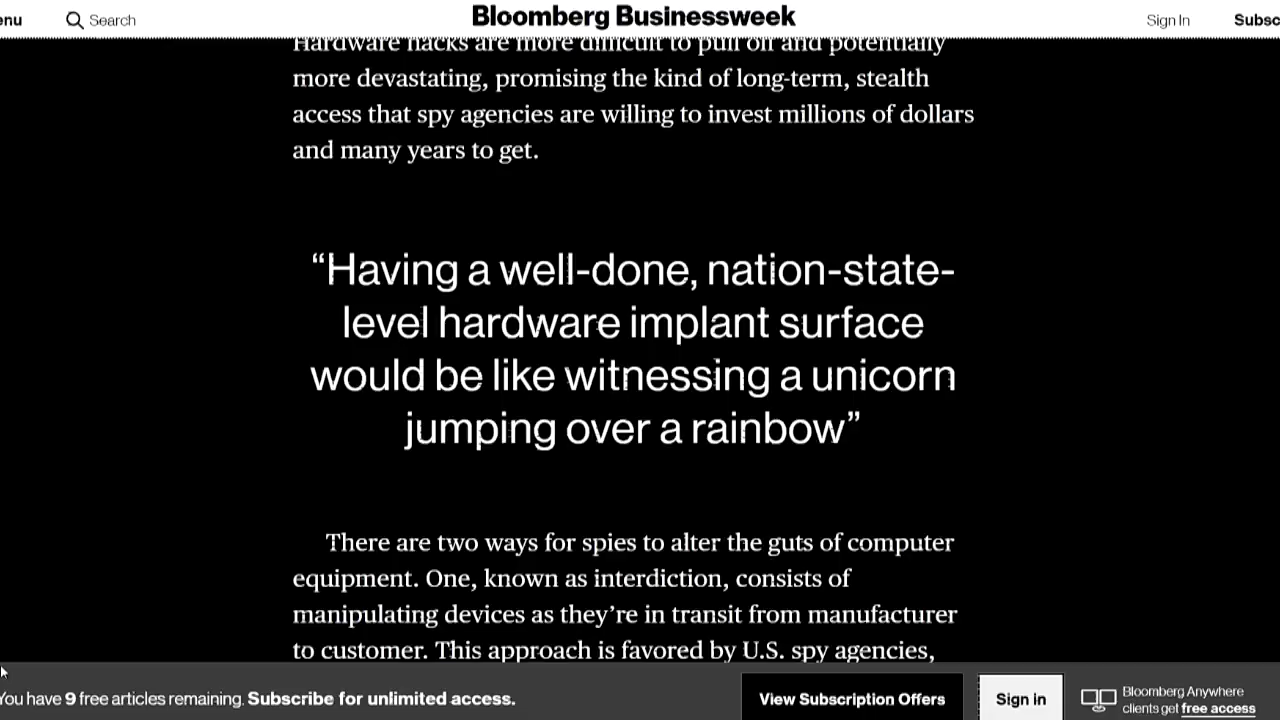 enu
Search
Bloomberg Businessweek
Sign In
Subsc
Hardware hacks are more difficult to pull off and potentially
more devastating, promising the kind of long-term, stealth
access that spy agencies are willing to invest millions of dollars
and many years to get.
“Having a well-done, nation-state-
level hardware implant surface
would be like witnessing a unicorn
jumping over a rainbow”
There are two ways for spies to alter the guts of computer
equipment. One, known as interdiction, consists of
manipulating devices as they’re in transit from manufacturer
to customer. This approach is favored by U.S. spy agencies,
You have 9 free articles remaining. Subscribe for unlimited access.
View Subscription Offers
Sign in
Bloomberg Anywhere
clients get free access